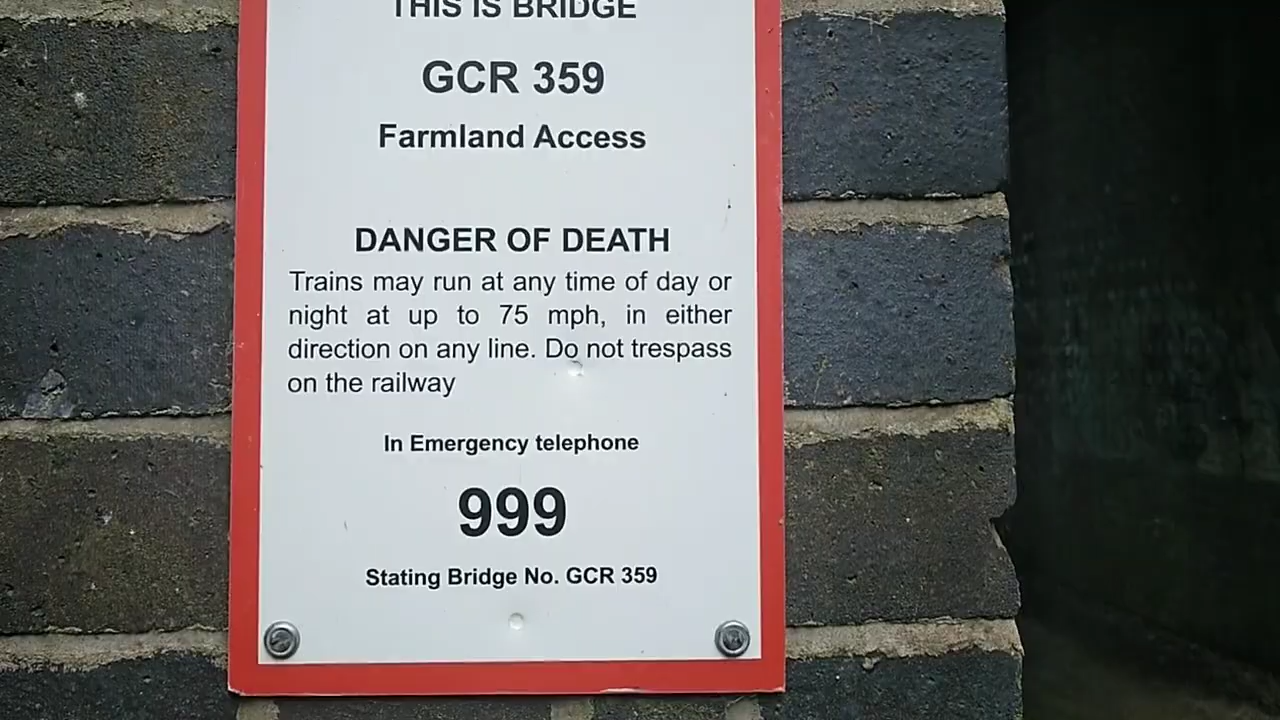 THIS IS BRIDGE
GCR 359
Farmland Access
DANGER OF DEATH
Trains may run at any time of day or
night at up to 75 mph, in either
direction on any line. Do not trespass
on the railway
In Emergency telephone
999
Stating Bridge No. GCR 359